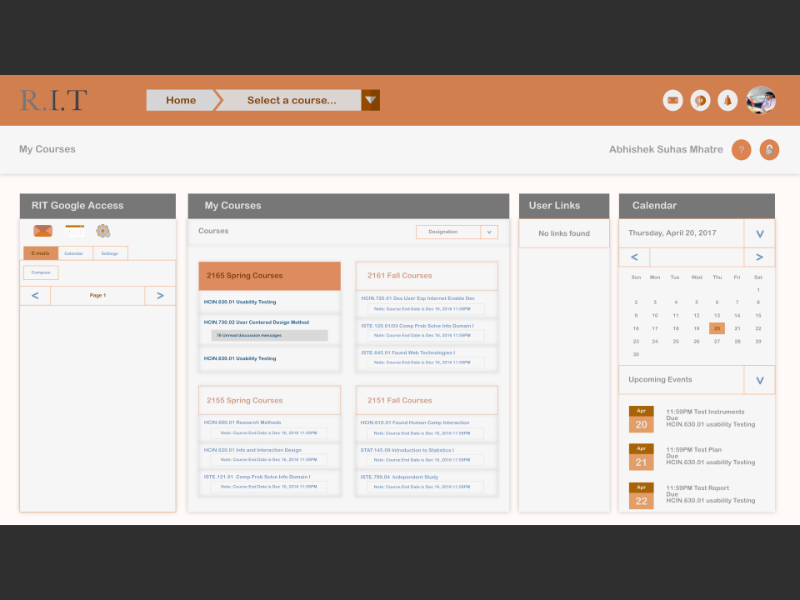 R.I.T
Home
Select a course...
My Courses
Abhishek Suhas Mhatre
?
RIT Google Access
E-mails
Calendar
Settings
Compose
<
Page 1
>
My Courses
Courses
Designation
2165 Spring Courses
HCIN.630.01 Usability Testing
HCIN.730.02 User Centered Design Method
76 Unread discussion messages
HCIN.630.01 Usability Testing
2161 Fall Courses
HCIN.720.01 Des User Exp Internet Enable Dev
Note: Course End Date is Dec 16, 2016 11:59PM
ISTE.120.01/03 Comp Prob Solve Info Domain I
Note: Course End Date is Dec 16, 2016 11:59PM
ISTE.645.01 Found Web Technologies I
Note: Course End Date is Dec 16, 2016 11:59PM
2155 Spring Courses
HCIN.600.01 Research Methods
Note: Course End Date is Dec 16, 2016 11:59PM
HCIN.620.01 Info and Interaction Design
Note: Course End Date is Dec 16, 2016 11:59PM
ISTE.121.01 Comp Prob Solve Info Domain I
Note: Course End Date is Dec 16, 2016 11:59PM
2151 Fall Courses
HCIN.610.01 Found Human Comp Interaction
Note: Course End Date is Dec 16, 2016 11:59PM
STAT.145.09 Introduction to Statistics I
Note: Course End Date is Dec 16, 2016 11:59PM
ISTE.799.04 Independent Study
Note: Course End Date is Dec 16, 2016 11:59PM
User Links
No links found
Calendar
Thursday, April 20, 2017
<
>
Sun Mon Tue Wed Thu Fri Sat
1
2 3 4 5 6 7 8
9 10 11 12 13 14 15
16 17 18 19 20 21 22
23 24 25 26 27 28 29
30
Upcoming Events
Apr
20
11:59PM Test Instruments
Due
HCIN.630.01 usability Testing
Apr
21
11:59PM Test Plan
Due
HCIN.630.01 usability Testing
Apr
22
11:59PM Test Report
Due
HCIN.630.01 usability Testing